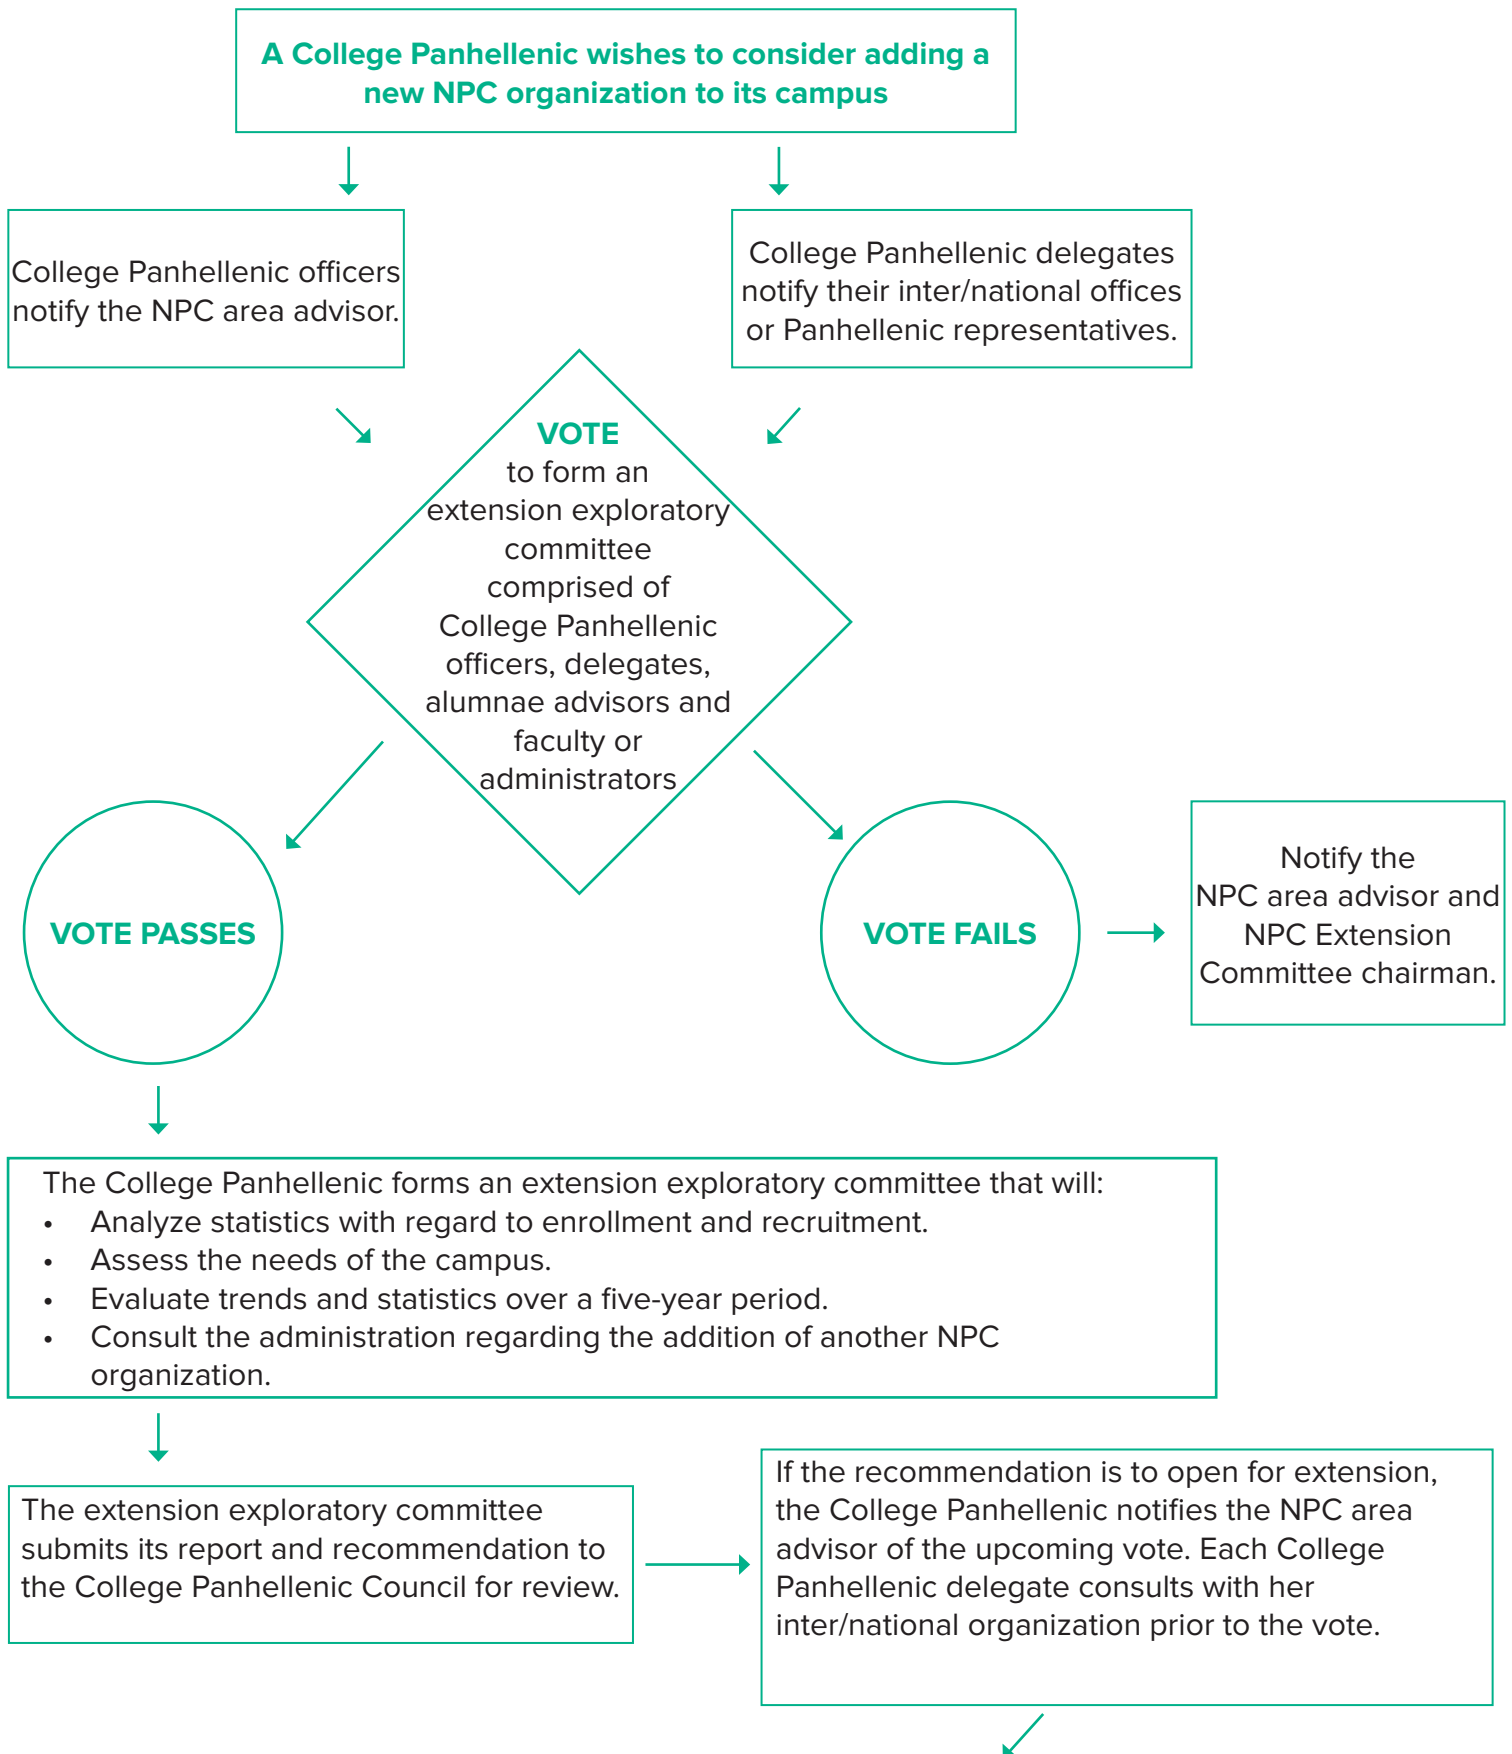 A College Panhellenic wishes to consider adding a
new NPC organization to its campus
College Panhellenic officers
notify the NPC area advisor.
College Panhellenic delegates
notify their inter/national offices
or Panhellenic representatives.
VOTE
to form an
extension exploratory
committee
comprised of
College Panhellenic
officers, delegates,
alumnae advisors and
faculty or
administrators
VOTE PASSES
VOTE FAILS
Notify the
NPC area advisor and
NPC Extension
Committee chairman.
The College Panhellenic forms an extension exploratory committee that will:
• Analyze statistics with regard to enrollment and recruitment.
• Assess the needs of the campus.
• Evaluate trends and statistics over a five-year period.
• Consult the administration regarding the addition of another NPC
organization.
The extension exploratory committee
submits its report and recommendation to
the College Panhellenic Council for review.
If the recommendation is to open for extension,
the College Panhellenic notifies the NPC area
advisor of the upcoming vote. Each College
Panhellenic delegate consults with her
inter/national organization prior to the vote.